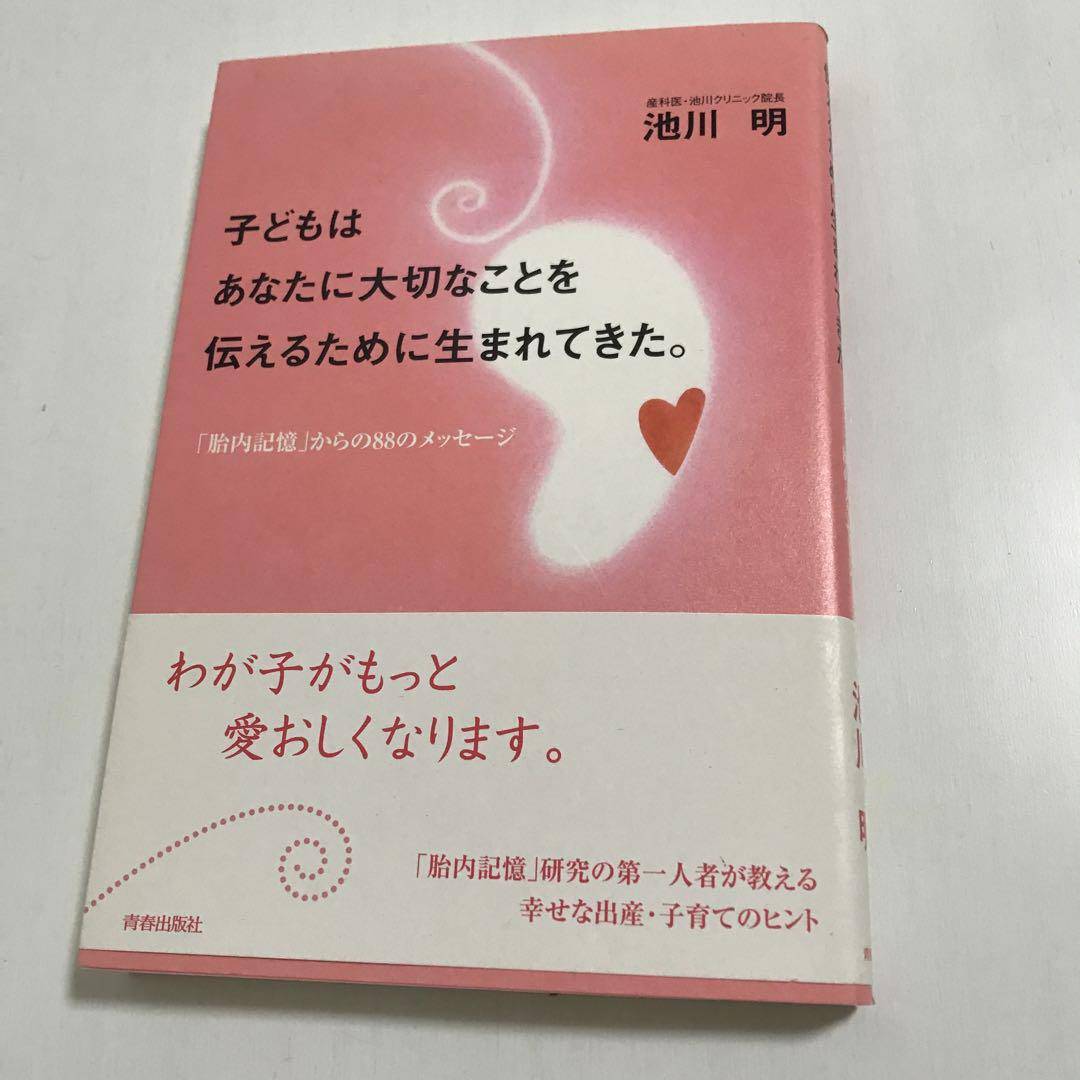 産科医・池川クリニック院長
池川 明
子どもは
あなたに大切なことを
伝えるために生まれてきた。
「胎内記憶」からの88のメッセージ
わが子がもっと
愛おしくなります。
「胎内記憶」研究の第一人者が教える
幸せな出産・子育てのヒント
青春出版社
池川 明